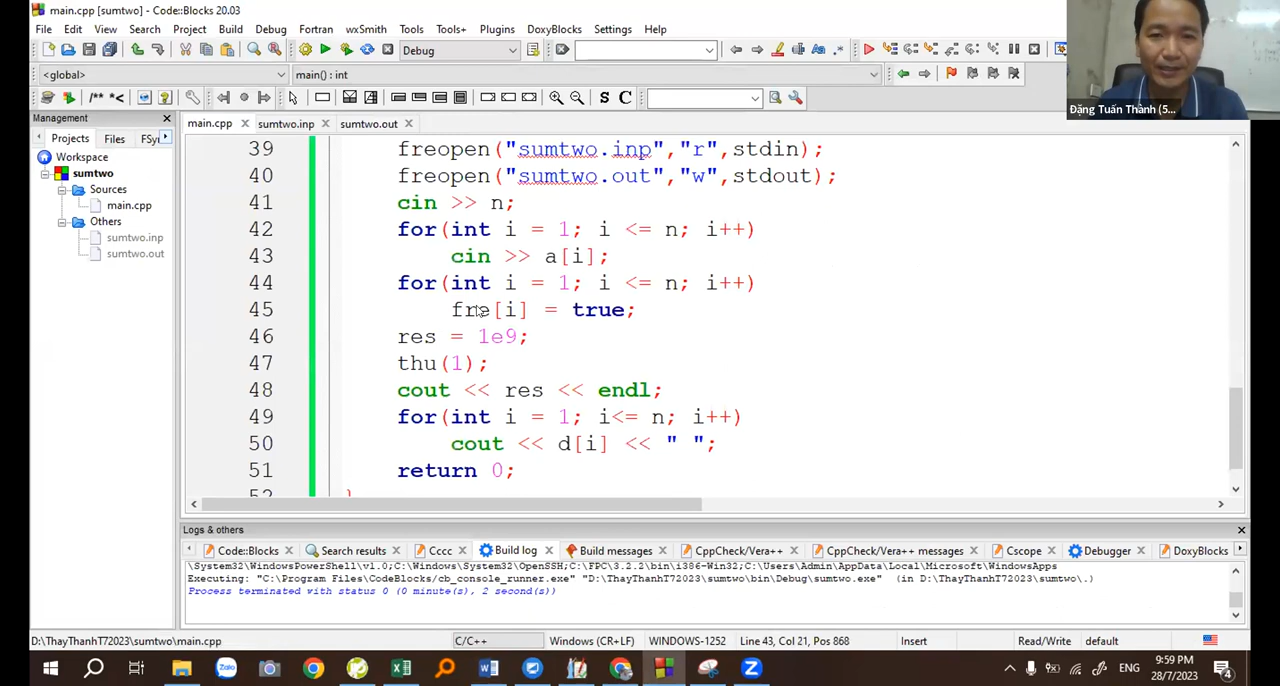 main.cpp [sumtwo] - Code::Blocks 20.03
File Edit View Search Project Build Debug Fortran wxSmith Tools Tools+ Plugins DoxyBlocks Settings Help
Debug
<global>
main() : int
/** *<
S C
Đặng Tuấn Thành (5...
Management
Projects Files FSy
Workspace
sumtwo
Sources
main.cpp
Others
sumtwo.inp
sumtwo.out
main.cpp sumtwo.inp sumtwo.out
39 freopen("sumtwo.inp","r",stdin);
40 freopen("sumtwo.out","w",stdout);
41 cin >> n;
42 for(int i = 1; i <= n; i++)
43 cin >> a[i];
44 for(int i = 1; i <= n; i++)
45 fre[i] = true;
46 res = 1e9;
47 thu(1);
48 cout << res << endl;
49 for(int i = 1; i<= n; i++)
50 cout << d[i] << " ";
51 return 0;
52 }
Logs & others
Code::Blocks Search results Cccc Build log Build messages CppCheck/Vera++ CppCheck/Vera++ messages Cscope Debugger DoxyBlocks
\System32\WindowsPowerShell\v1.0;C:\Windows\System32\OpenSSH;C:\FPC\3.2.2\bin\i386-Win32;C:\Users\Admin\AppData\Local\Microsoft\WindowsApps
Executing: "C:\Program Files\CodeBlocks/cb_console_runner.exe" "D:\ThayThanhT72023\sumtwo\bin\Debug\sumtwo.exe" (in D:\ThayThanhT72023\sumtwo\.)
Process terminated with status 0 (0 minute(s), 2 second(s))
D:\ThayThanhT72023\sumtwo\main.cpp C/C++ Windows (CR+LF) WINDOWS-1252 Line 43, Col 21, Pos 868 Insert Read/Write default
Zalo
ENG
9:59 PM
28/7/2023
4